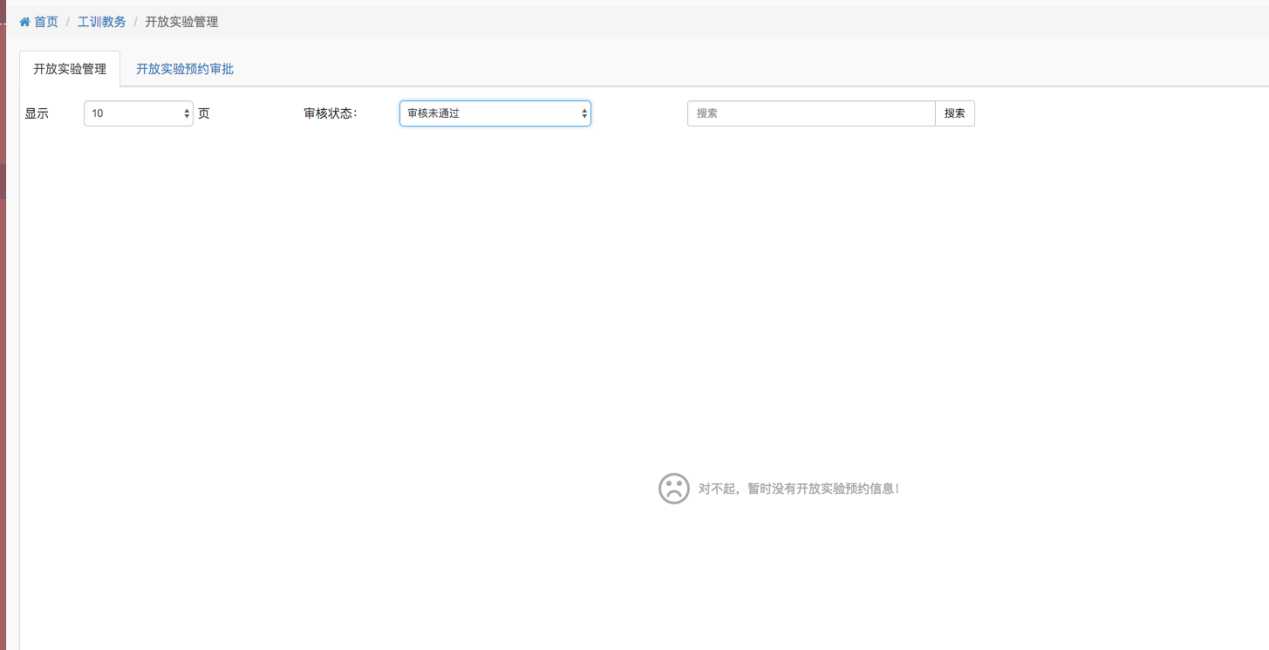 首页 / 工训教务 / 开放实验管理
开放实验管理 开放实验预约审批
显示 10 页 审核状态: 审核未通过 搜索 搜索
对不起，暂时没有开放实验预约信息!